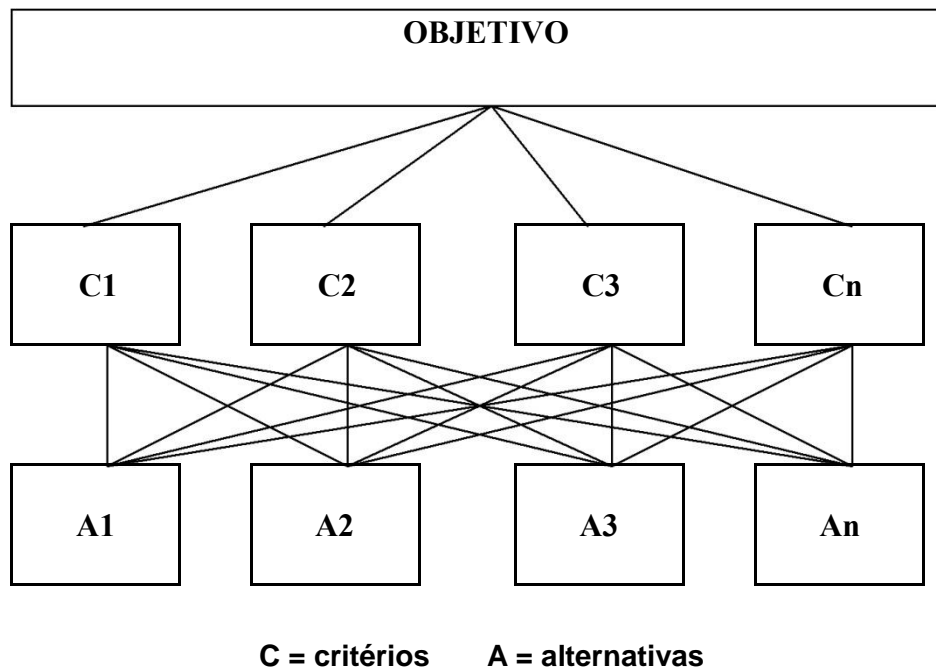 OBJETIVO
C1 C2 C3 Cn
A1 A2 A3 An
C = critérios A = alternativas